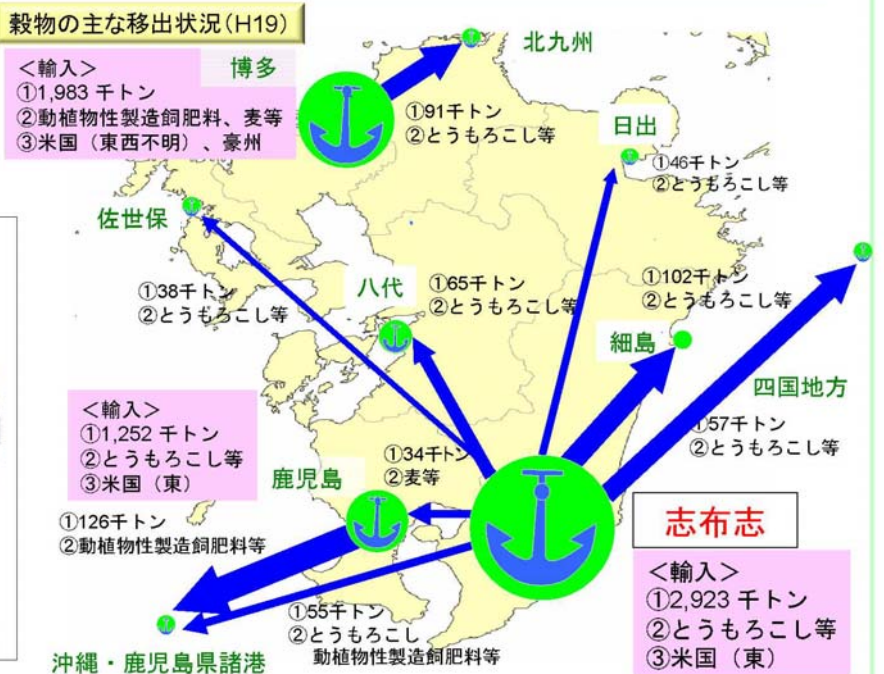 穀物の主な移出状況(H19)
＜輸入＞
①1,983 千トン
②動植物性製造飼肥料、麦等
③米国（東西不明）、豪州
博多
北九州
①91千トン
②とうもろこし等
日出
①46千トン
②とうもろこし等
佐世保
①38千トン
②とうもろこし等
八代
①65千トン
②とうもろこし等
①102千トン
②とうもろこし等
細島
四国地方
①57千トン
②とうもろこし等
＜輸入＞
①1,252 千トン
②とうもろこし等
③米国（東）
鹿児島
①34千トン
②麦等
①126千トン
②動植物性製造飼肥料等
志布志
＜輸入＞
①2,923 千トン
②とうもろこし等
③米国（東）
①55千トン
②とうもろこし
動植物性製造飼肥料等
沖縄・鹿児島県諸港